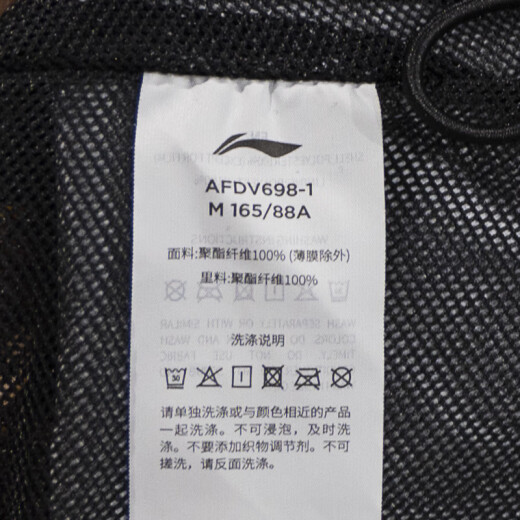 AFDV698-1
M 165/88A
面料:聚酯纤维100% (薄膜除外)
里料:聚酯纤维100%
洗涤说明
30
请单独洗涤或与颜色相近的产品
一起洗涤。不可浸泡，及时洗
涤。不要添加织物调节剂。不可
搓洗，请反面洗涤。